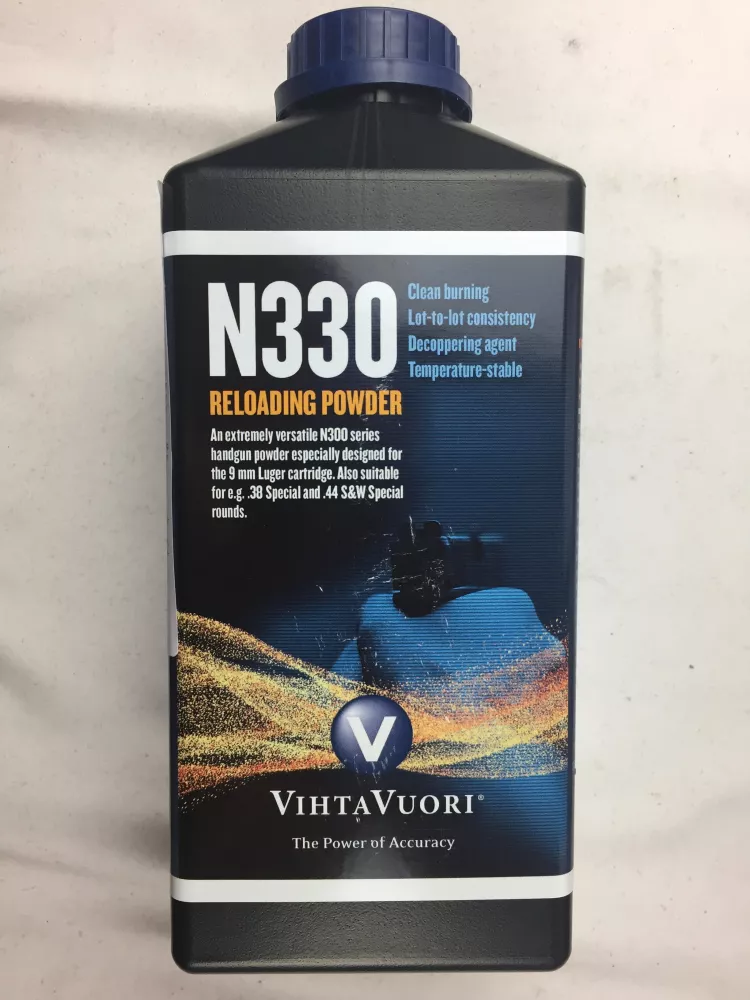 N330
Clean burning
Lot-to-lot consistency
Decoppering agent
Temperature-stable
RELOADING POWDER
An extremely versatile N300 series
handgun powder especially designed for
the 9 mm Luger cartridge. Also suitable
for e.g. .38 Special and .44 S&W Special
rounds.
V
VIHTAVUORI®
The Power of Accuracy